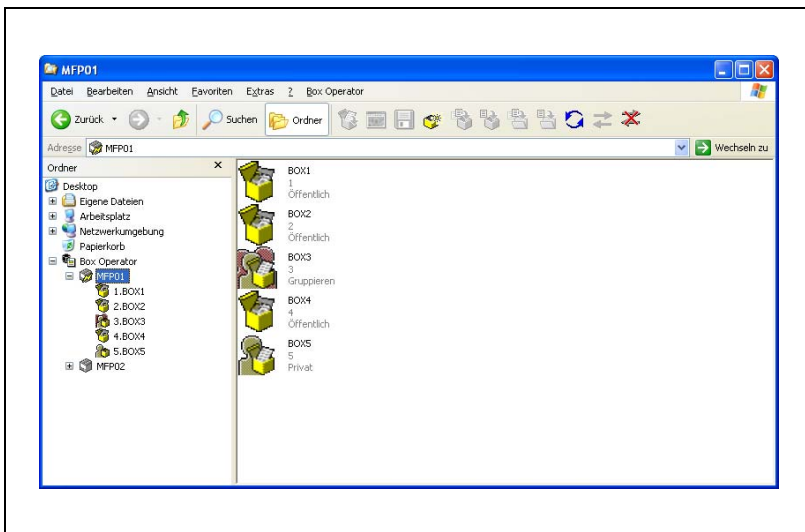 MFP01
Datei Bearbeiten Ansicht Favoriten Extras ? Box Operator
Zurück Suchen Ordner
Adresse MFP01 Wechseln zu
Ordner
Desktop
Eigene Dateien
Arbeitsplatz
Netzwerkumgebung
Papierkorb
Box Operator
MFP01
1.BOX1
2.BOX2
3.BOX3
4.BOX4
5.BOX5
MFP02
BOX1
1
Öffentlich
BOX2
2
Öffentlich
BOX3
3
Gruppieren
BOX4
4
Öffentlich
BOX5
5
Privat